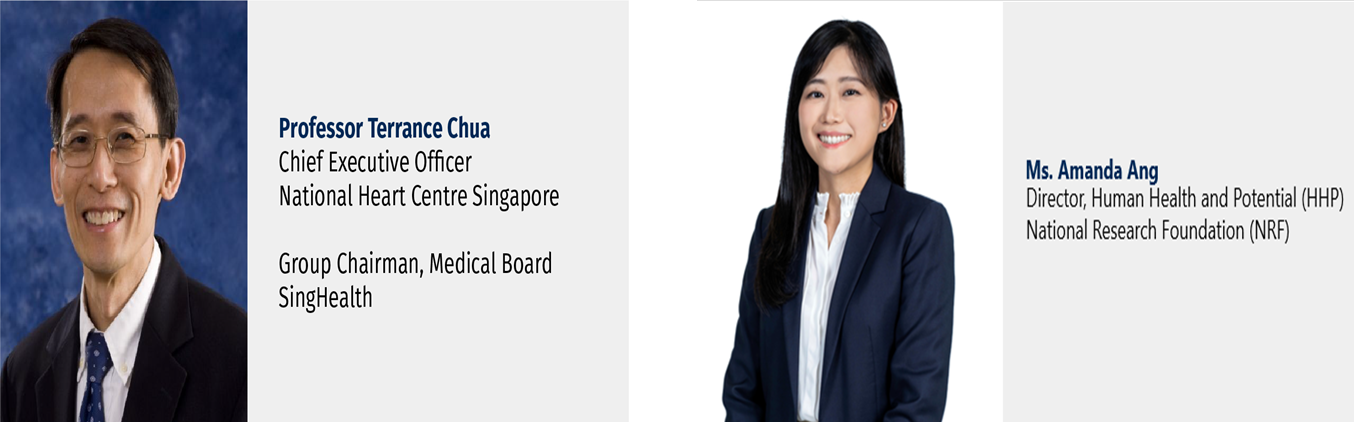 Professor Terrance Chua
Chief Executive Officer
National Heart Centre Singapore
Group Chairman, Medical Board
SingHealth
Ms. Amanda Ang
Director, Human Health and Potential (HHP)
National Research Foundation (NRF)